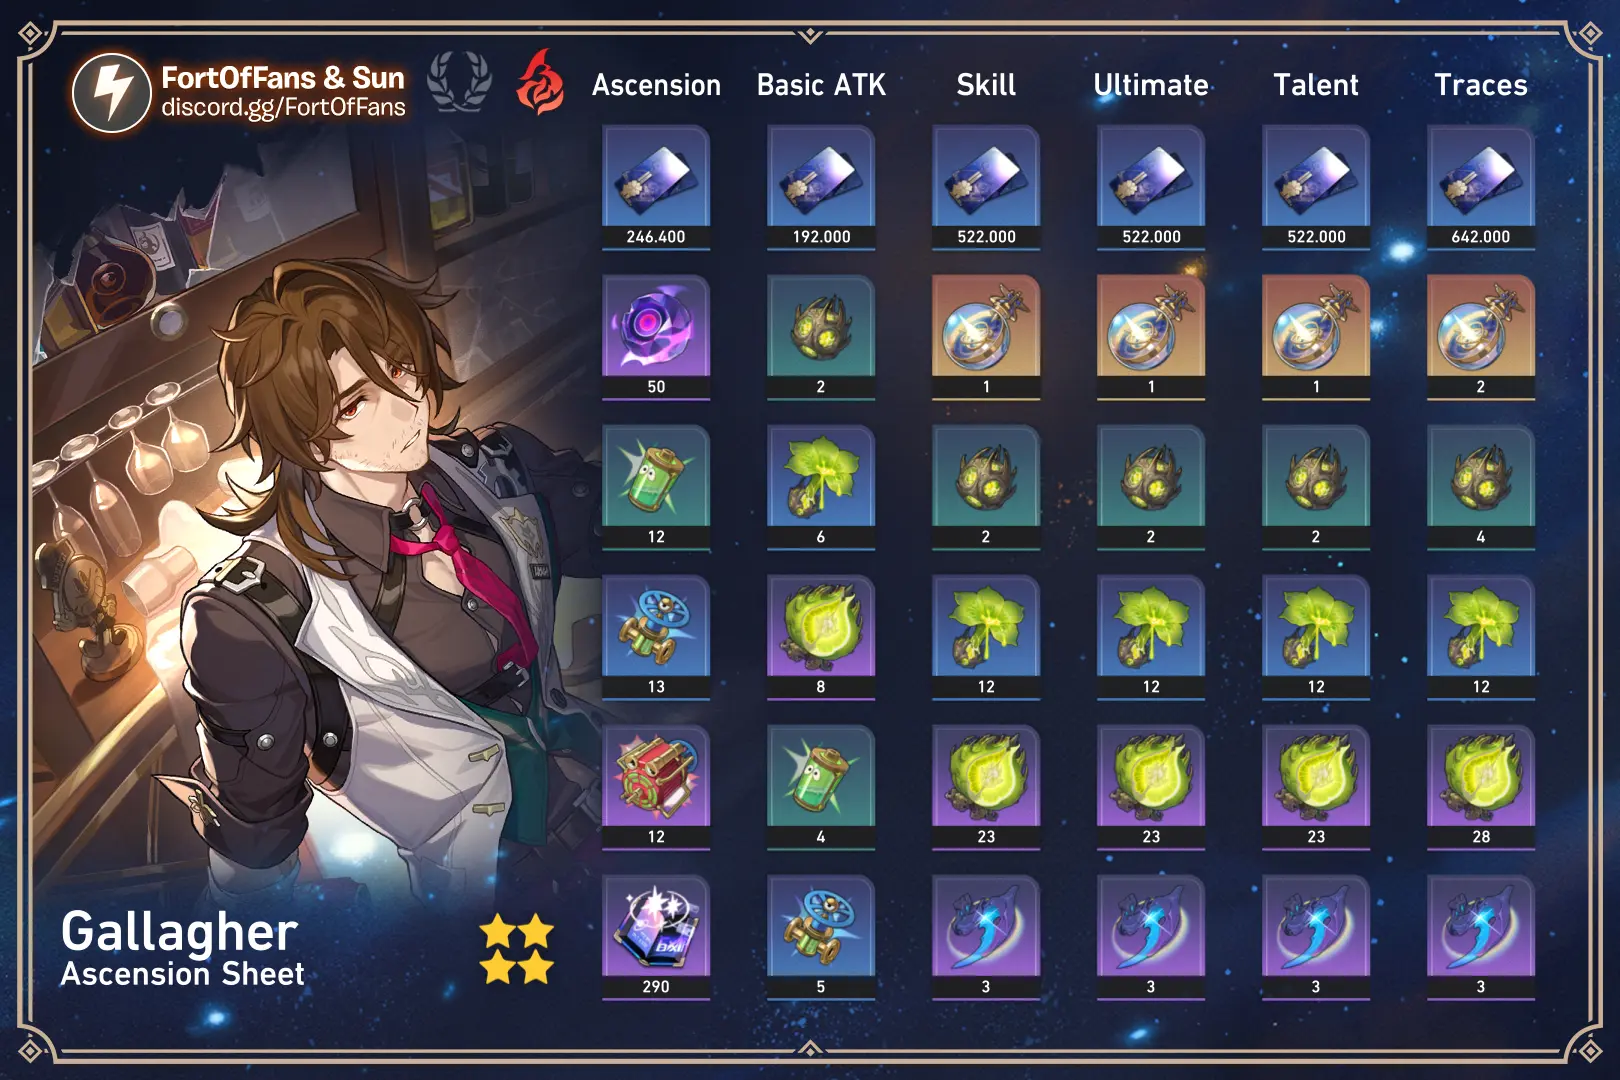 FortOfFans & Sun
discord.gg/FortOfFans
Ascension Basic ATK Skill Ultimate Talent Traces
246.400 192.000 522.000 522.000 522.000 642.000
50 2 1 1 1 2
12 6 2 2 2 4
13 8 12 12 12 12
12 4 23 23 23 28
290 5 3 3 3 3
Gallagher
Ascension Sheet